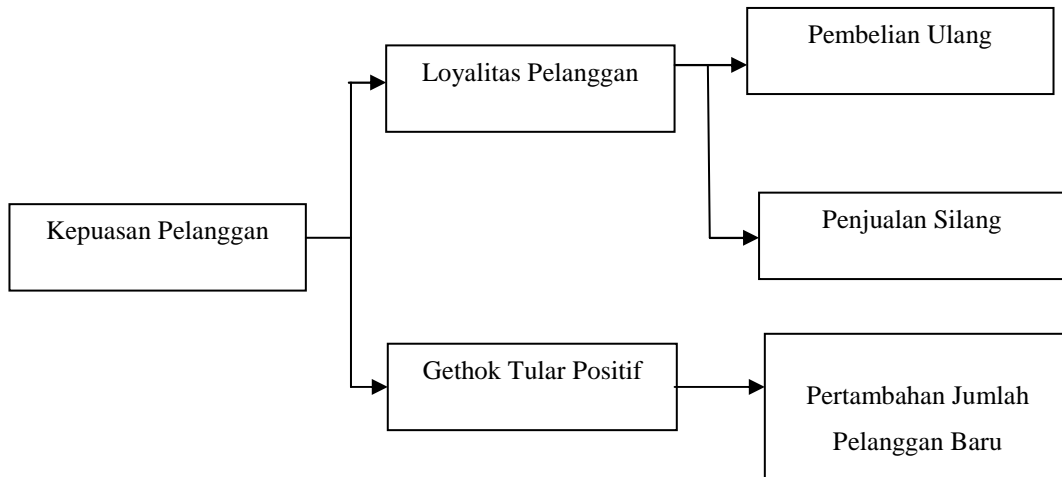 Pembelian Ulang
Loyalitas Pelanggan
Kepuasan Pelanggan
Penjualan Silang
Gethok Tular Positif
Pertambahan Jumlah
Pelanggan Baru